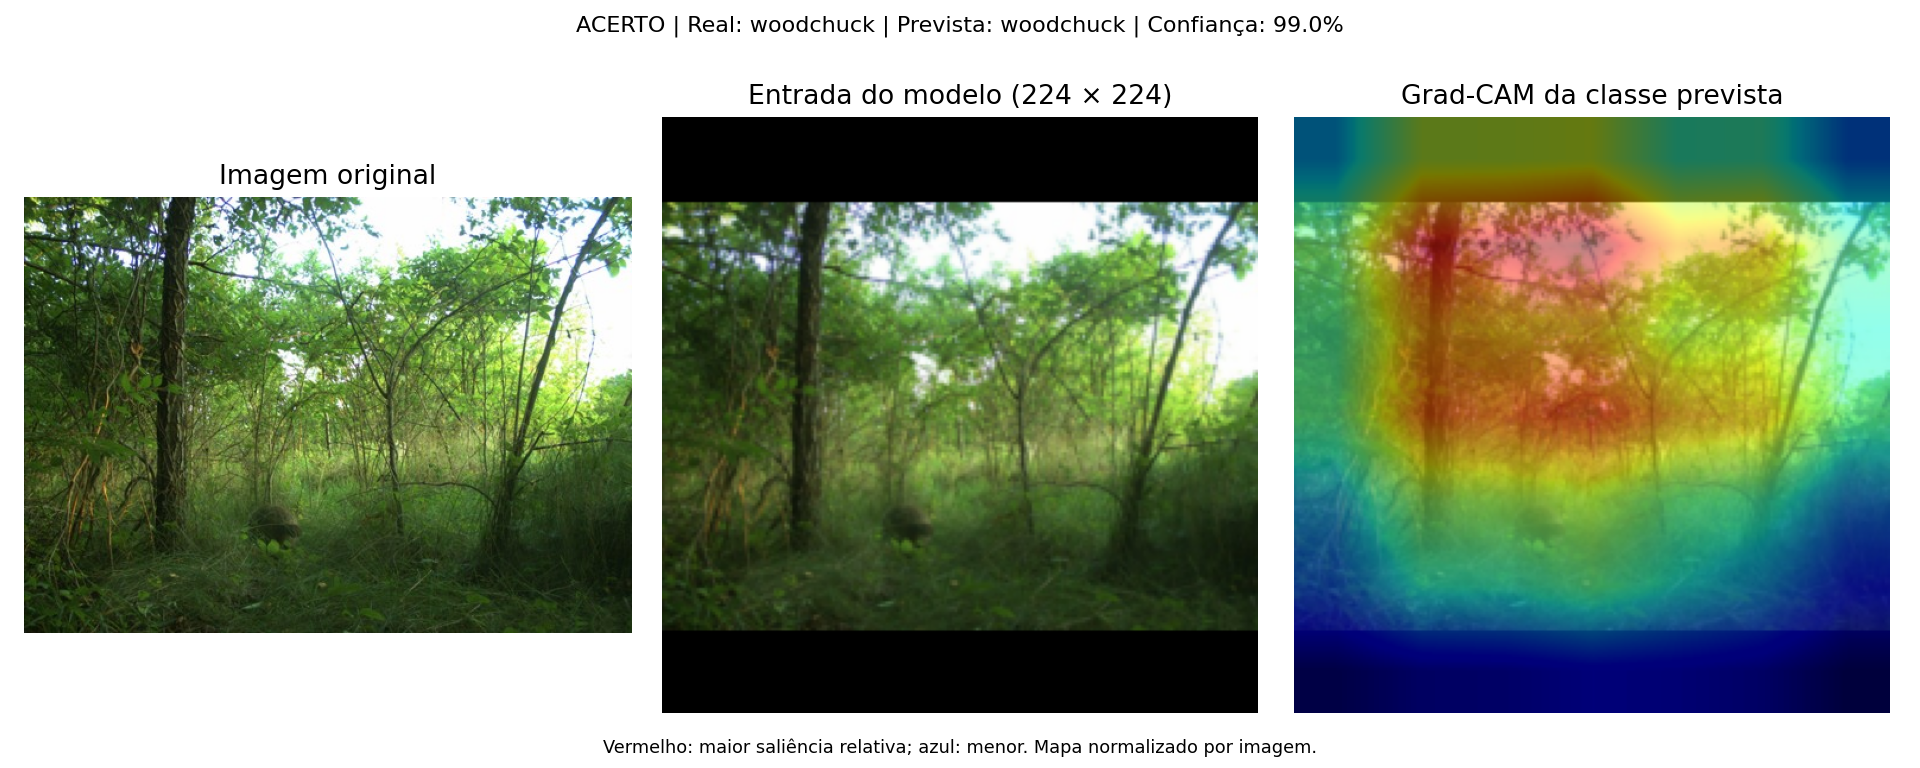 ACERTO | Real: woodchuck | Prevista: woodchuck | Confiança: 99.0%
Imagem original
Entrada do modelo (224 × 224)
Grad-CAM da classe prevista
Vermelho: maior saliência relativa; azul: menor. Mapa normalizado por imagem.